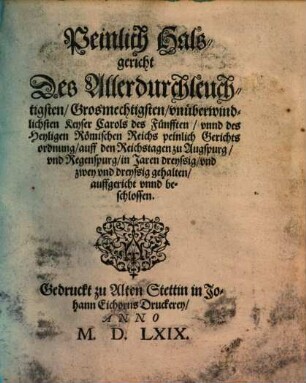 Peinlich Hals-
gericht
Des Allerdurchleuch-
tigsten/ Grosmechtigsten/ vnüberwind-
lichsten Keyser Carols des Fünfften/ vnnd des
Heyligen Römischen Reichs peinlich Gerichts
ordnung/ auff den Reichstagen zu Augspurg/
vnd Regenspurg/ in Jaren dreyssig/ vnd
zwey vnd dreyssig gehalten/
auffgericht vnnd be-
schlossen.
Gedruckt zu Alten Stettin in Jo-
hann Eichorns Druckerey/
ANNO
M. D. LXIX.